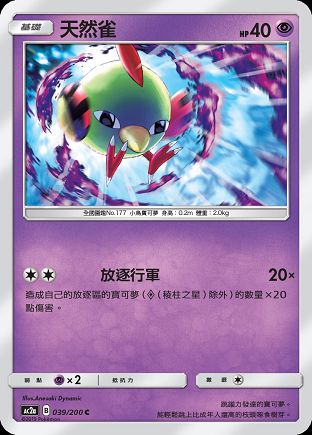 基礎 天然雀 HP40
全國圖鑑No.177 小鳥寶可夢 身高：0.2m 體重：2.0kg
放逐行軍 20×
造成自己的放逐區的寶可夢（◇（稜柱之星）除外）的數量×20
點傷害。
弱點 ×2 抵抗力 撤退
Illus.Anesaki Dynamic
AC2a B 039/200 C
©2019 Pokémon
跳躍力發達的寶可夢。
能輕鬆跳上比成年人還高的枝頭啄食樹芽。